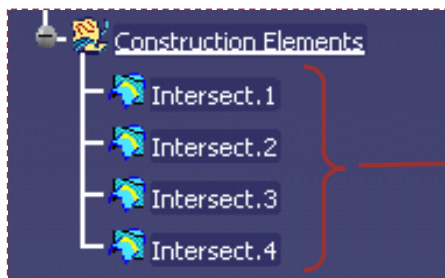 Construction Elements
Intersect.1
Intersect.2
Intersect.3
Intersect.4